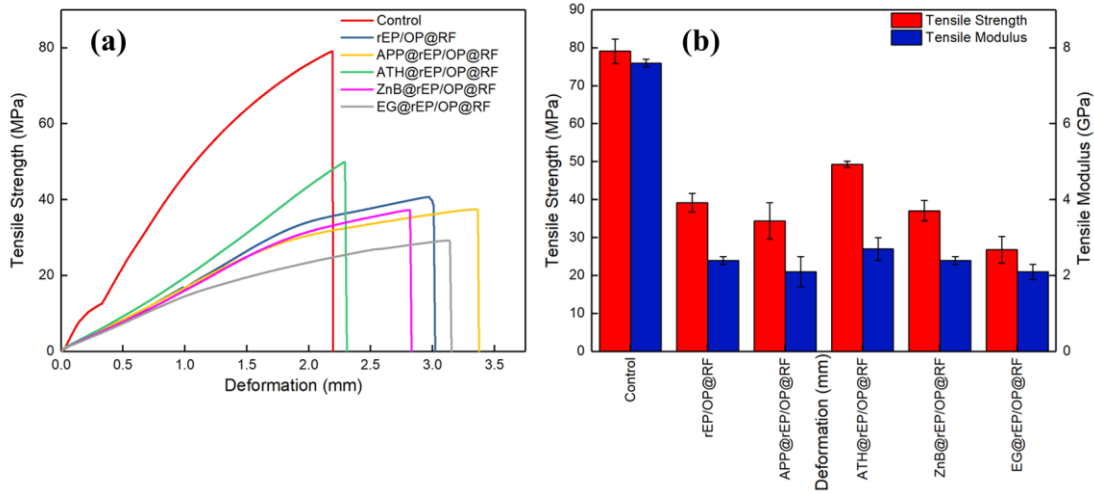 (a)
Control
rEP/OP@RF
APP@rEP/OP@RF
ATH@rEP/OP@RF
ZnB@rEP/OP@RF
EG@rEP/OP@RF
Tensile Strength (MPa)
80
60
40
20
0
0.0 0.5 1.0 1.5 2.0 2.5 3.0 3.5
Deformation (mm)
(b)
Tensile Strength
Tensile Modulus
Tensile Strength (MPa)
90
80
70
60
50
40
30
20
10
0
8
6
4
2
0
Tensile Modulus (GPa)
Control
rEP/OP@RF
APP@rEP/OP@RF
Deformation (mm)
ATH@rEP/OP@RF
ZnB@rEP/OP@RF
EG@rEP/OP@RF